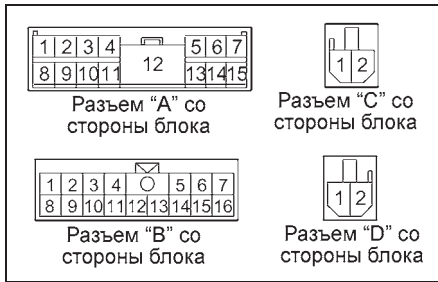 1 2 3 4 5 6 7
12
8 9 10 11 13 14 15
Разъем “A” со
стороны блока
1 2
Разъем “C” со
стороны блока
1 2 3 4 5 6 7
8 9 10 11 12 13 14 15 16
Разъем “B” со
стороны блока
1 2
Разъем “D” со
стороны блока